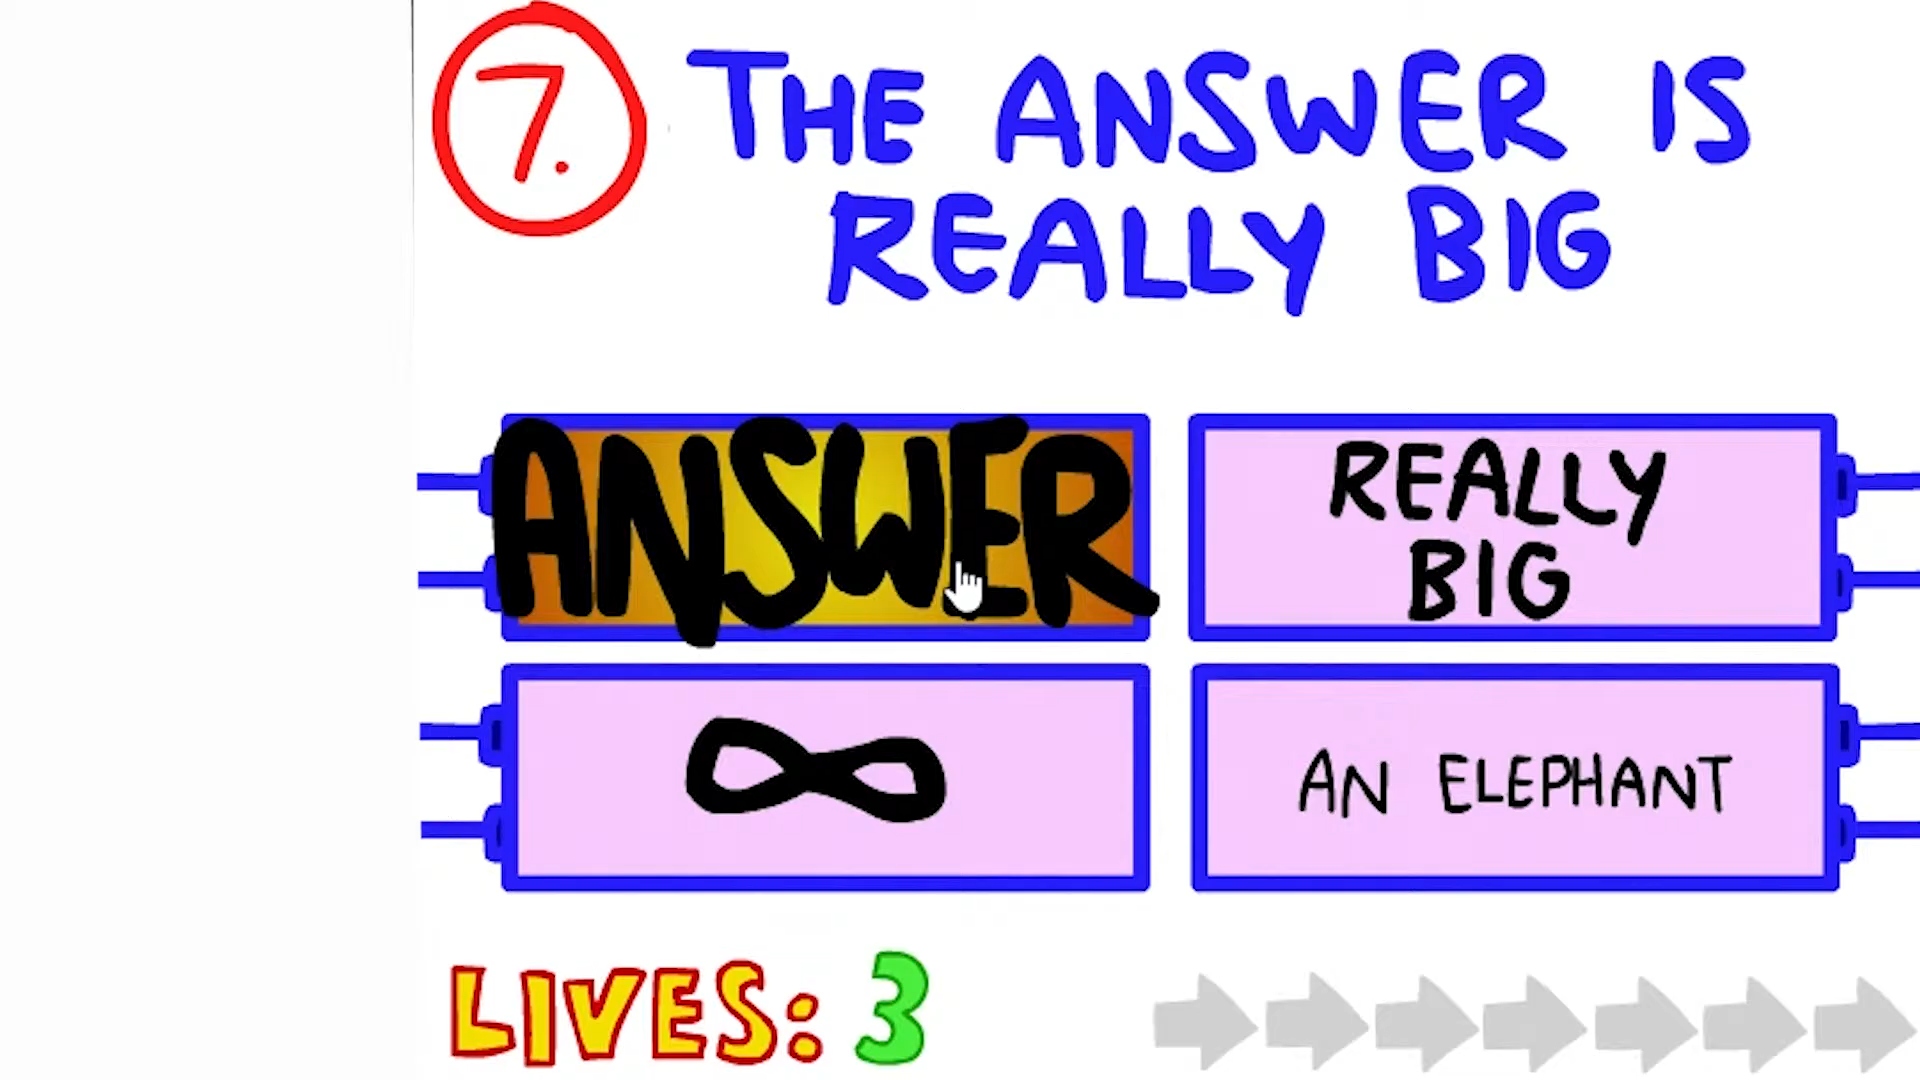 7. THE ANSWER IS
REALLY BIG
ANSWER
REALLY
BIG
∞
AN ELEPHANT
LIVES: 3